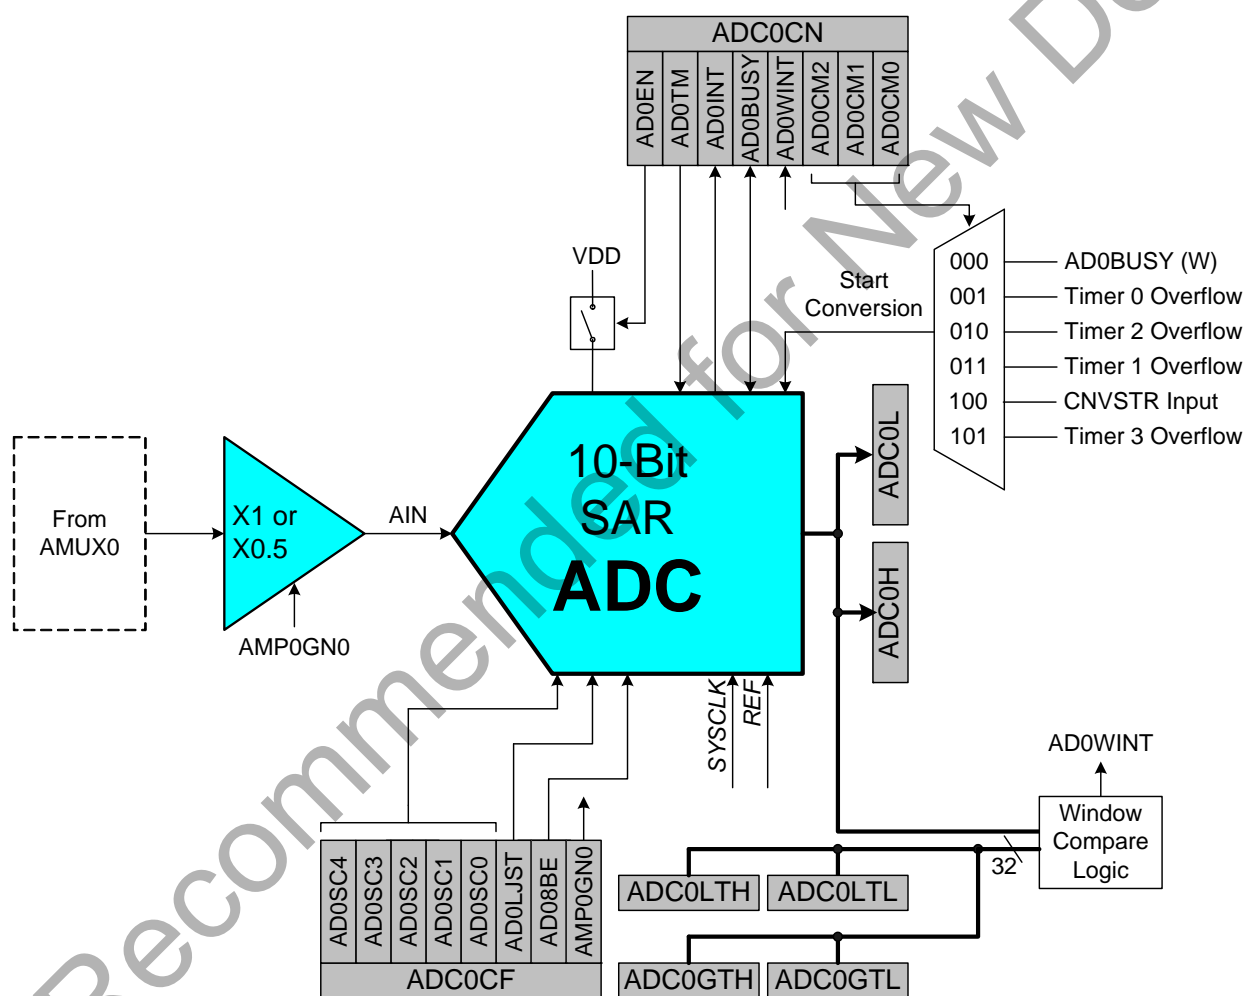 ADC0CN
AD0EN
AD0TM
AD0INT
AD0BUSY
AD0WINT
AD0CM2
AD0CM1
AD0CM0
VDD
Start
Conversion
000
AD0BUSY (W)
001
Timer 0 Overflow
010
Timer 2 Overflow
011
Timer 1 Overflow
100
CNVSTR Input
101
Timer 3 Overflow
From
AMUX0
X1 or
X0.5
AIN
AMP0GN0
10-Bit
SAR
ADC
ADC0L
ADC0H
SYSCLK
REF
AD0WINT
Window
Compare
Logic
32
AD0SC4
AD0SC3
AD0SC2
AD0SC1
AD0SC0
AD0LJST
AD08BE
AMP0GN0
ADC0CF
ADC0LTH
ADC0LTL
ADC0GTH
ADC0GTL
Recommended for New De